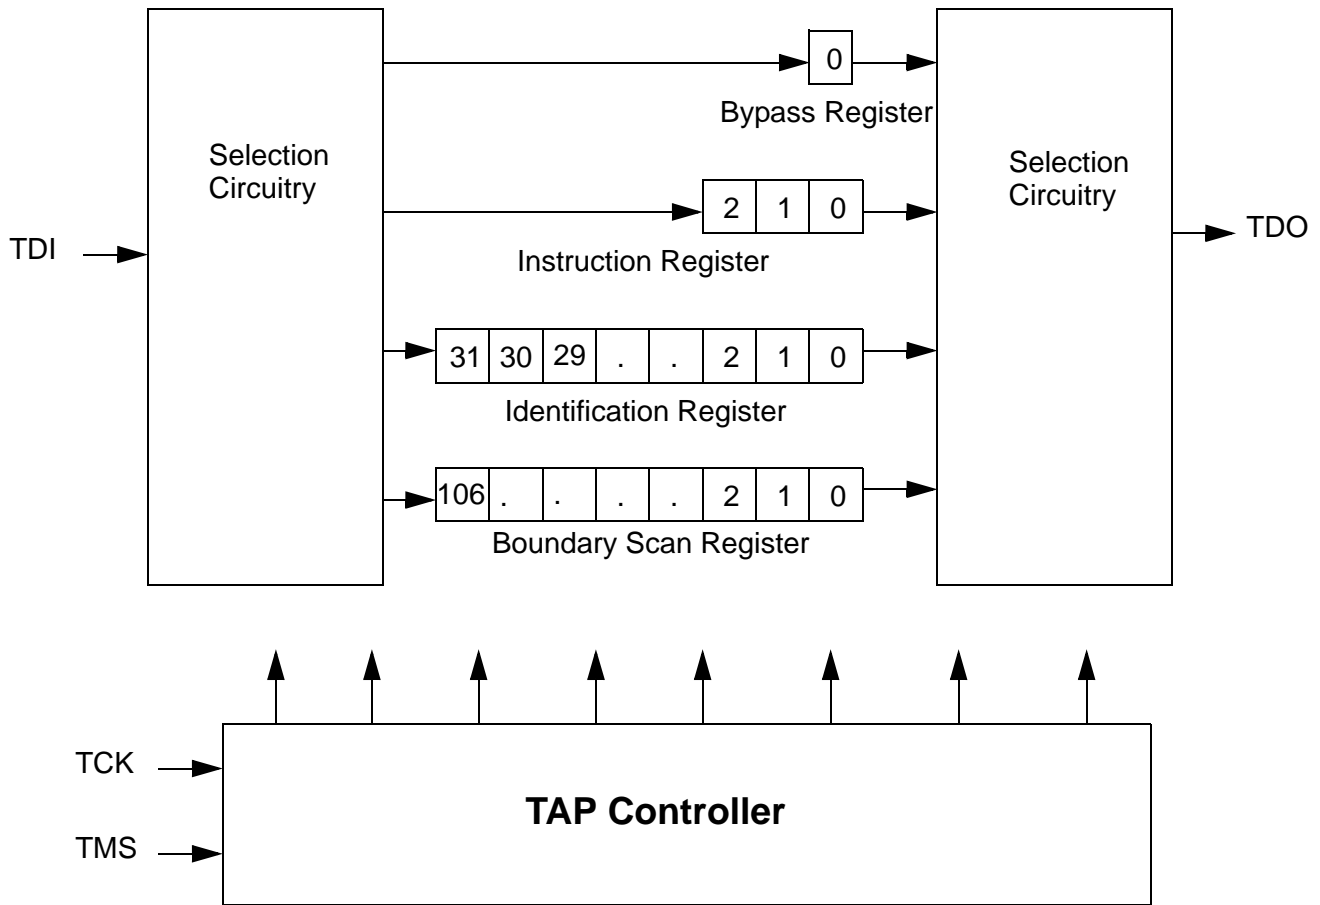 0
Bypass Register
Selection
Circuitry
Selection
Circuitry
2 1 0
TDI
TDO
Instruction Register
31 30 29 . . 2 1 0
Identification Register
106 . . . . 2 1 0
Boundary Scan Register
TCK
TAP Controller
TMS